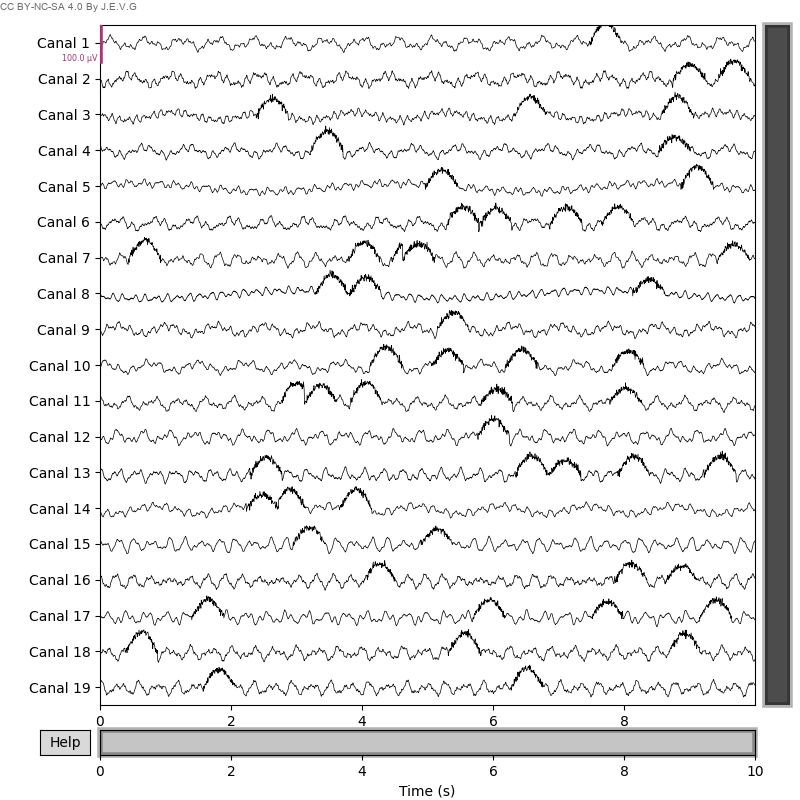 CC BY-NC-SA 4.0 By J.E.V.G
Canal 1
100.0 µV
Canal 2
Canal 3
Canal 4
Canal 5
Canal 6
Canal 7
Canal 8
Canal 9
Canal 10
Canal 11
Canal 12
Canal 13
Canal 14
Canal 15
Canal 16
Canal 17
Canal 18
Canal 19
0 2 4 6 8
Help
0 2 4 6 8 10
Time (s)